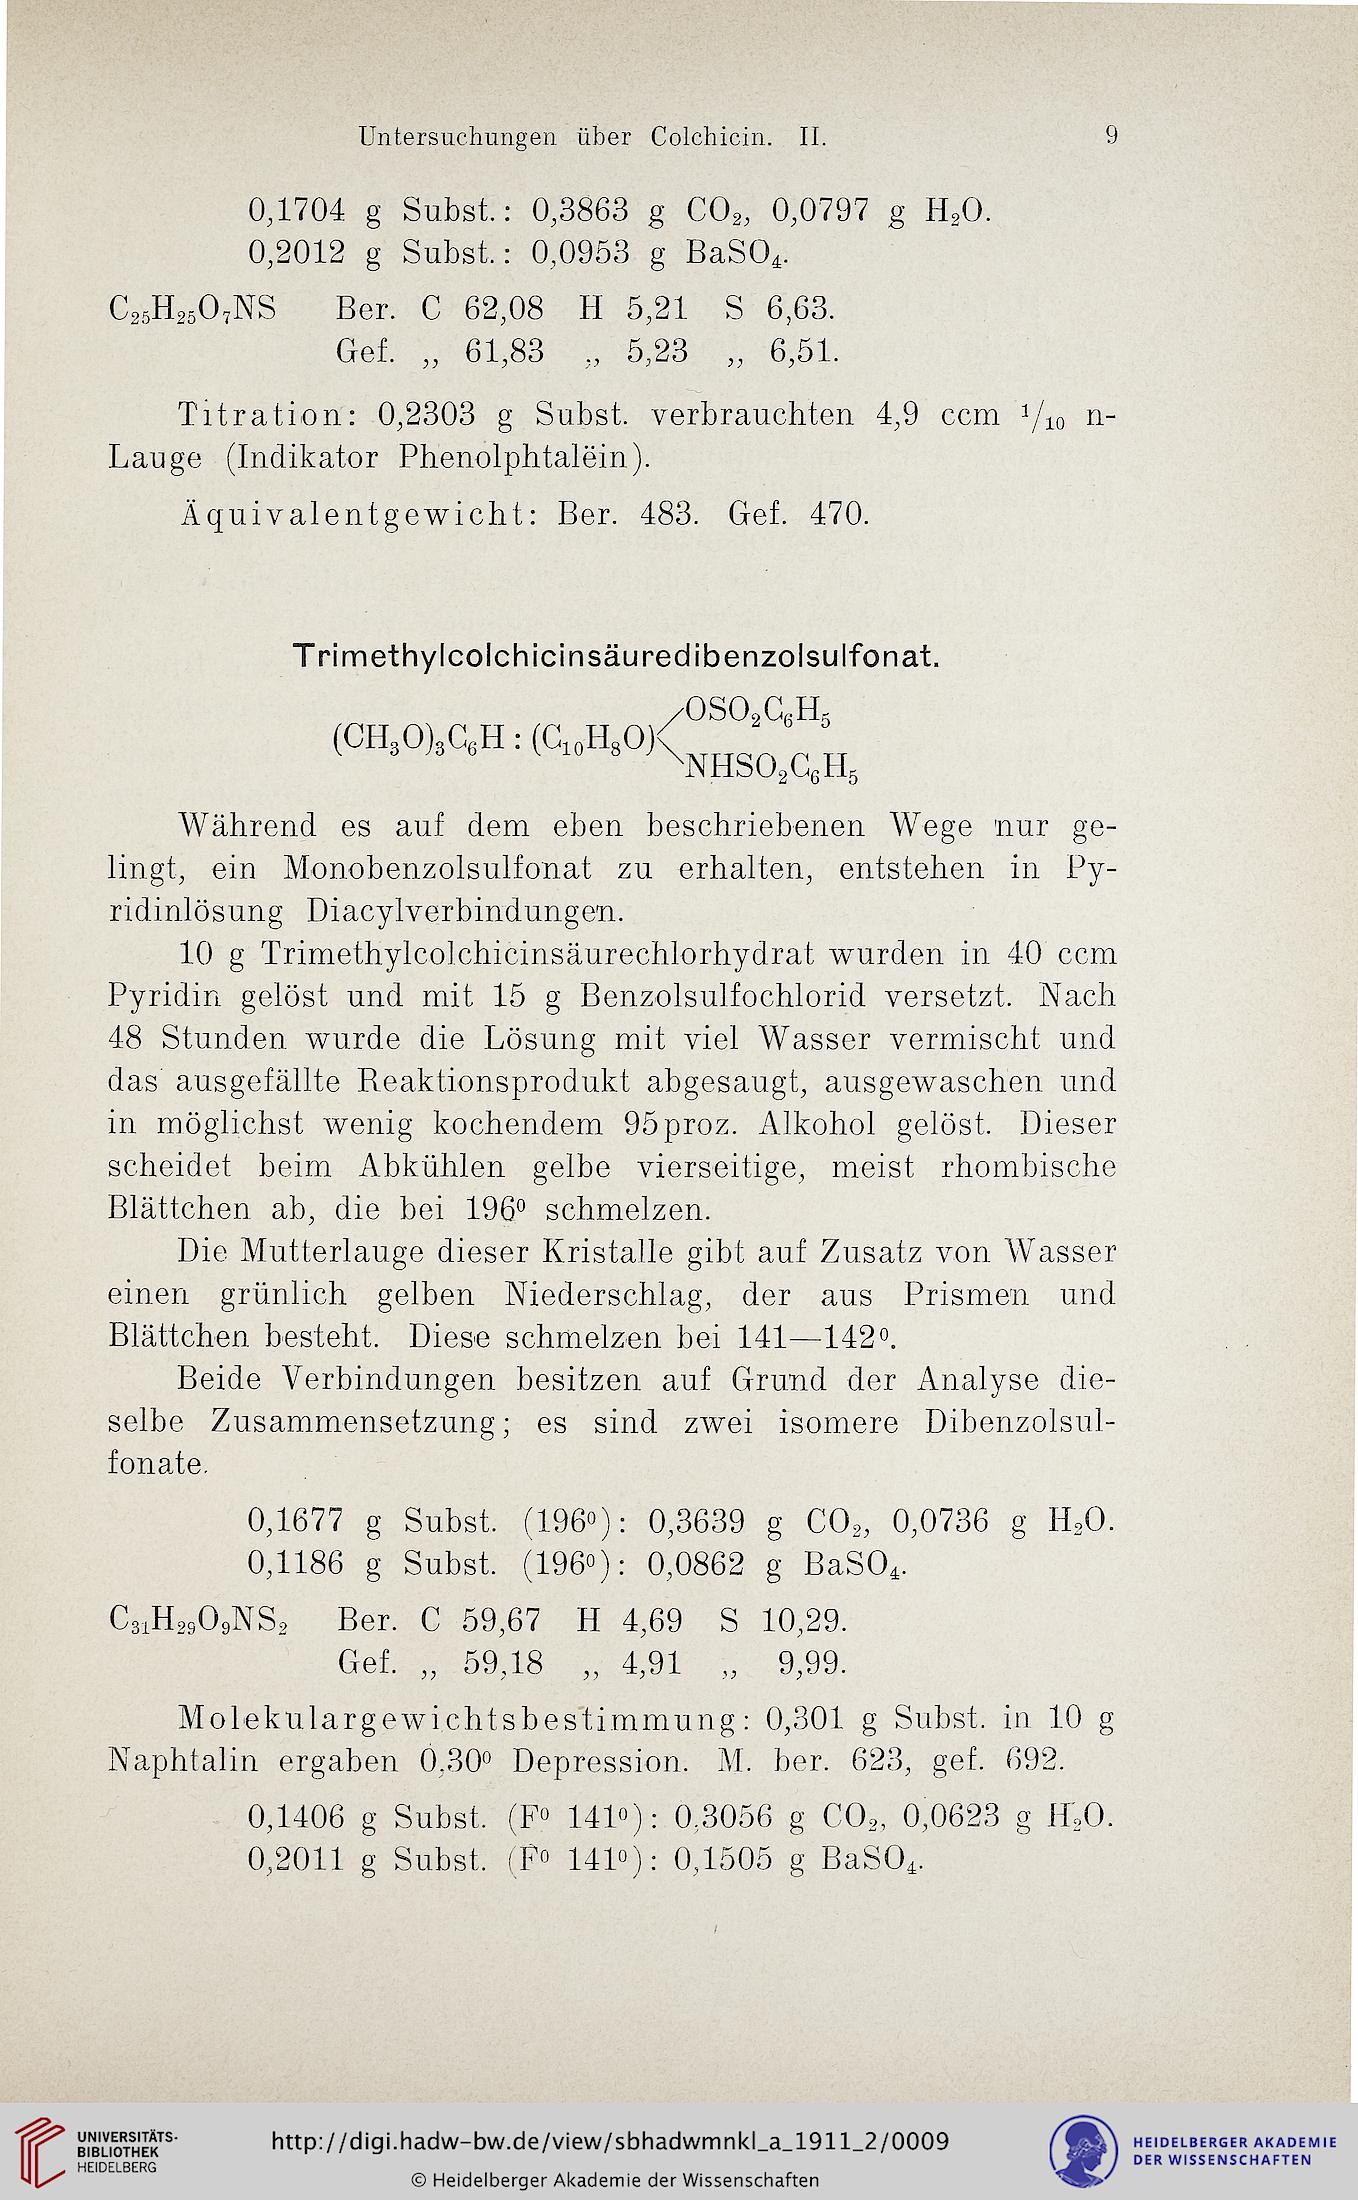 Untersuchungen über Colchicin. II. 9
0,1704 g Subst.: 0,3863 g CO₂, 0,0797 g H₂O.
0,2012 g Subst.: 0,0953 g BaSO₄.
C₂₅H₂₅O₇NS Ber. C 62,08 H 5,21 S 6,63.
Gef. „ 61,83 „ 5,23 „ 6,51.
Titration: 0,2303 g Subst. verbrauchten 4,9 ccm ¹/₁₀ n-
Lauge (Indikator Phenolphtalëin).
Äquivalentgewicht: Ber. 483. Gef. 470.
Trimethylcolchicinsäuredibenzolsulfonat.
OSO₂C₆H₅
(CH₃O)₃C₆H : (C₁₀H₈O)<
NHSO₂C₆H₅
Während es auf dem eben beschriebenen Wege nur ge-
lingt, ein Monobenzolsulfonat zu erhalten, entstehen in Py-
ridinlösung Diacylverbindungen.
10 g Trimethylcolchicinsäurechlorhydrat wurden in 40 ccm
Pyridin gelöst und mit 15 g Benzolsulfochlorid versetzt. Nach
48 Stunden wurde die Lösung mit viel Wasser vermischt und
das ausgefällte Reaktionsprodukt abgesaugt, ausgewaschen und
in möglichst wenig kochendem 95proz. Alkohol gelöst. Dieser
scheidet beim Abkühlen gelbe vierseitige, meist rhombische
Blättchen ab, die bei 196⁰ schmelzen.
Die Mutterlauge dieser Kristalle gibt auf Zusatz von Wasser
einen grünlich gelben Niederschlag, der aus Prismen und
Blättchen besteht. Diese schmelzen bei 141—142⁰.
Beide Verbindungen besitzen auf Grund der Analyse die-
selbe Zusammensetzung; es sind zwei isomere Dibenzolsul-
fonate.
0,1677 g Subst. (196⁰): 0,3639 g CO₂, 0,0736 g H₂O.
0,1186 g Subst. (196⁰): 0,0862 g BaSO₄.
C₃₁H₂₉O₉NS₂ Ber. C 59,67 H 4,69 S 10,29.
Gef. „ 59,18 „ 4,91 „ 9,99.
Molekulargewichtsbestimmung: 0,301 g Subst. in 10 g
Naphtalin ergaben 0,30⁰ Depression. M. ber. 623, gef. 692.
0,1406 g Subst. (F⁰ 141⁰): 0,3056 g CO₂, 0,0623 g H₂O.
0,2011 g Subst. (F⁰ 141⁰): 0,1505 g BaSO₄.
UNIVERSITÄTS-
BIBLIOTHEK
HEIDELBERG
http://digi.hadw-bw.de/view/sbhadwmnkl_a_1911_2/0009
© Heidelberger Akademie der Wissenschaften
HEIDELBERGER AKADEMIE
DER WISSENSCHAFTEN